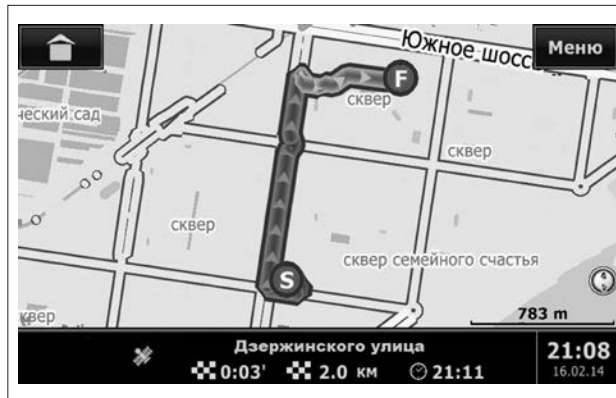 Южное шосс
Меню
F
сквер
ческий сад
сквер
сквер
сквер семейного счастья
S
сквер
783 m
Дзержинского улица
0:03' 2.0 км 21:11
21:08
16.02.14